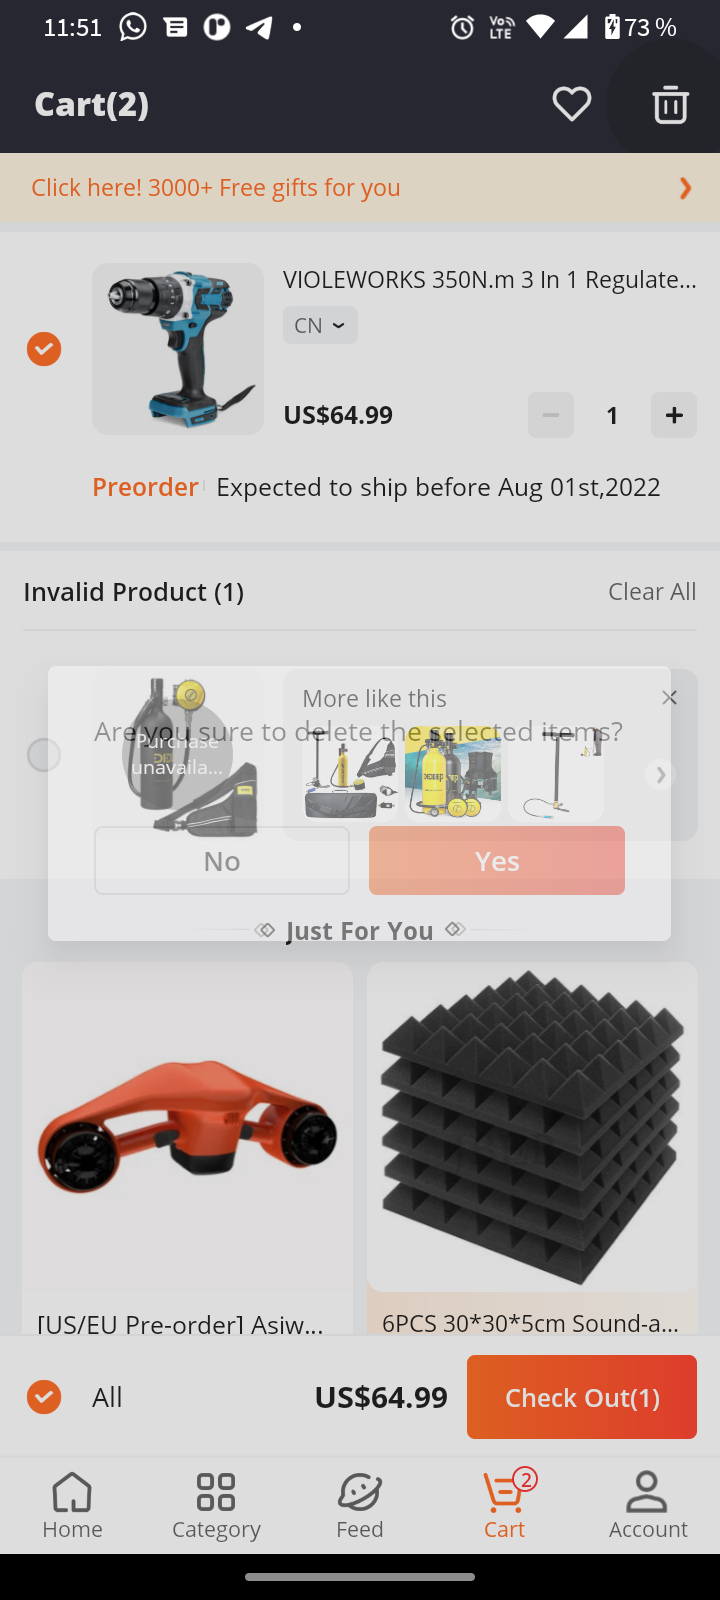 11:51
Vo
LTE
73 %
Cart(2)
Click here! 3000+ Free gifts for you
VIOLEWORKS 350N.m 3 In 1 Regulate...
CN
US$64.99
1
Preorder
Expected to ship before Aug 01st,2022
Invalid Product (1)
Clear All
More like this
Are you sure to delete the selected items?
Purchase
unavaila...
No
Yes
Just For You
[US/EU Pre-order] Asiw...
6PCS 30*30*5cm Sound-a...
All
US$64.99
Check Out(1)
2
Home
Category
Feed
Cart
Account